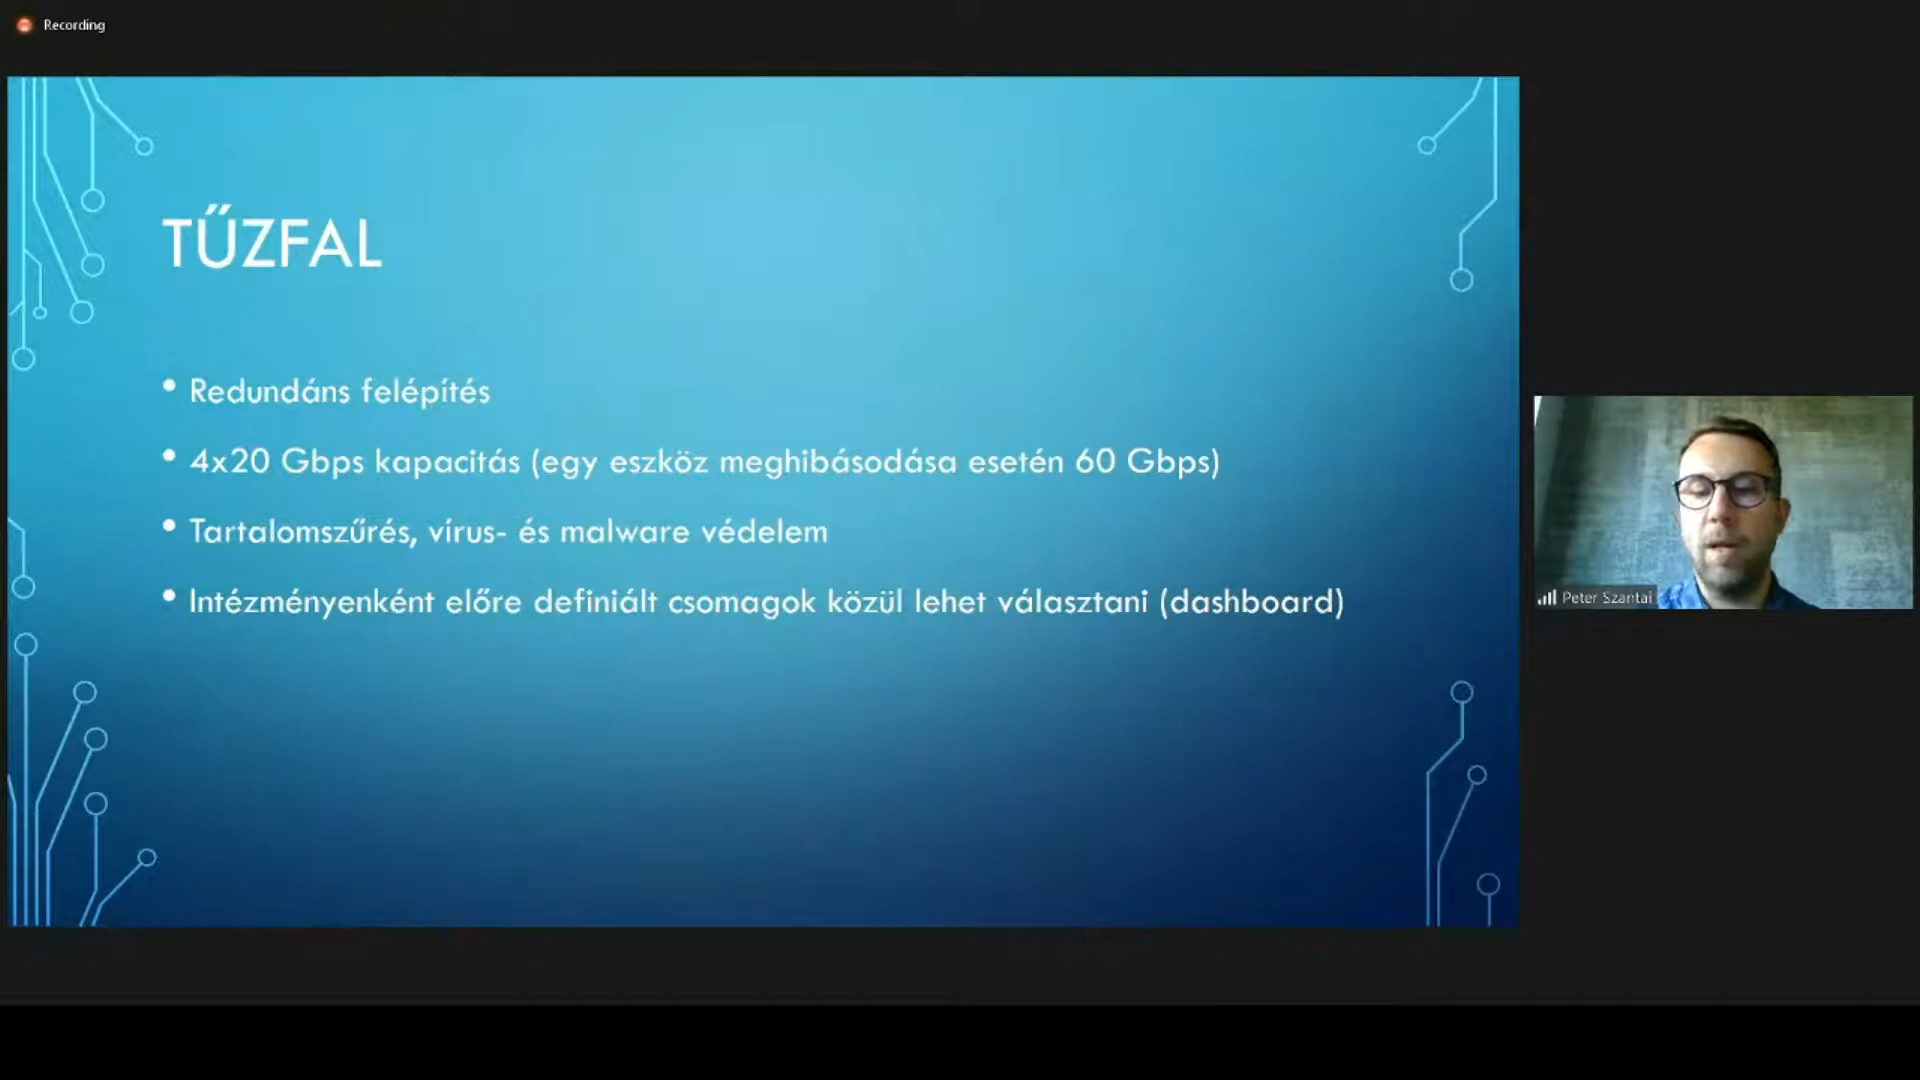 Recording
TŰZFAL
• Redundáns felépítés
• 4x20 Gbps kapacitás (egy eszköz meghibásodása esetén 60 Gbps)
• Tartalomszűrés, vírus- és malware védelem
• Intézményenként előre definiált csomagok közül lehet választani (dashboard)
Peter Szantai